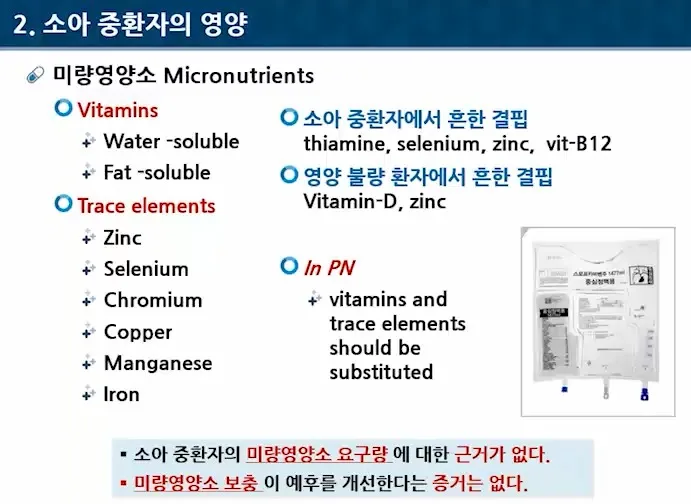 2. 소아 중환자의 영양
미량영양소 Micronutrients
Vitamins
Water -soluble
Fat -soluble
Trace elements
Zinc
Selenium
Chromium
Copper
Manganese
Iron
소아 중환자에서 흔한 결핍
thiamine, selenium, zinc, vit-B12
영양 불량 환자에서 흔한 결핍
Vitamin-D, zinc
In PN
vitamins and
trace elements
should be
substituted
중심정맥용
▪ 소아 중환자의 미량영양소 요구량 에 대한 근거가 없다.
▪ 미량영양소 보충 이 예후를 개선한다는 증거는 없다.